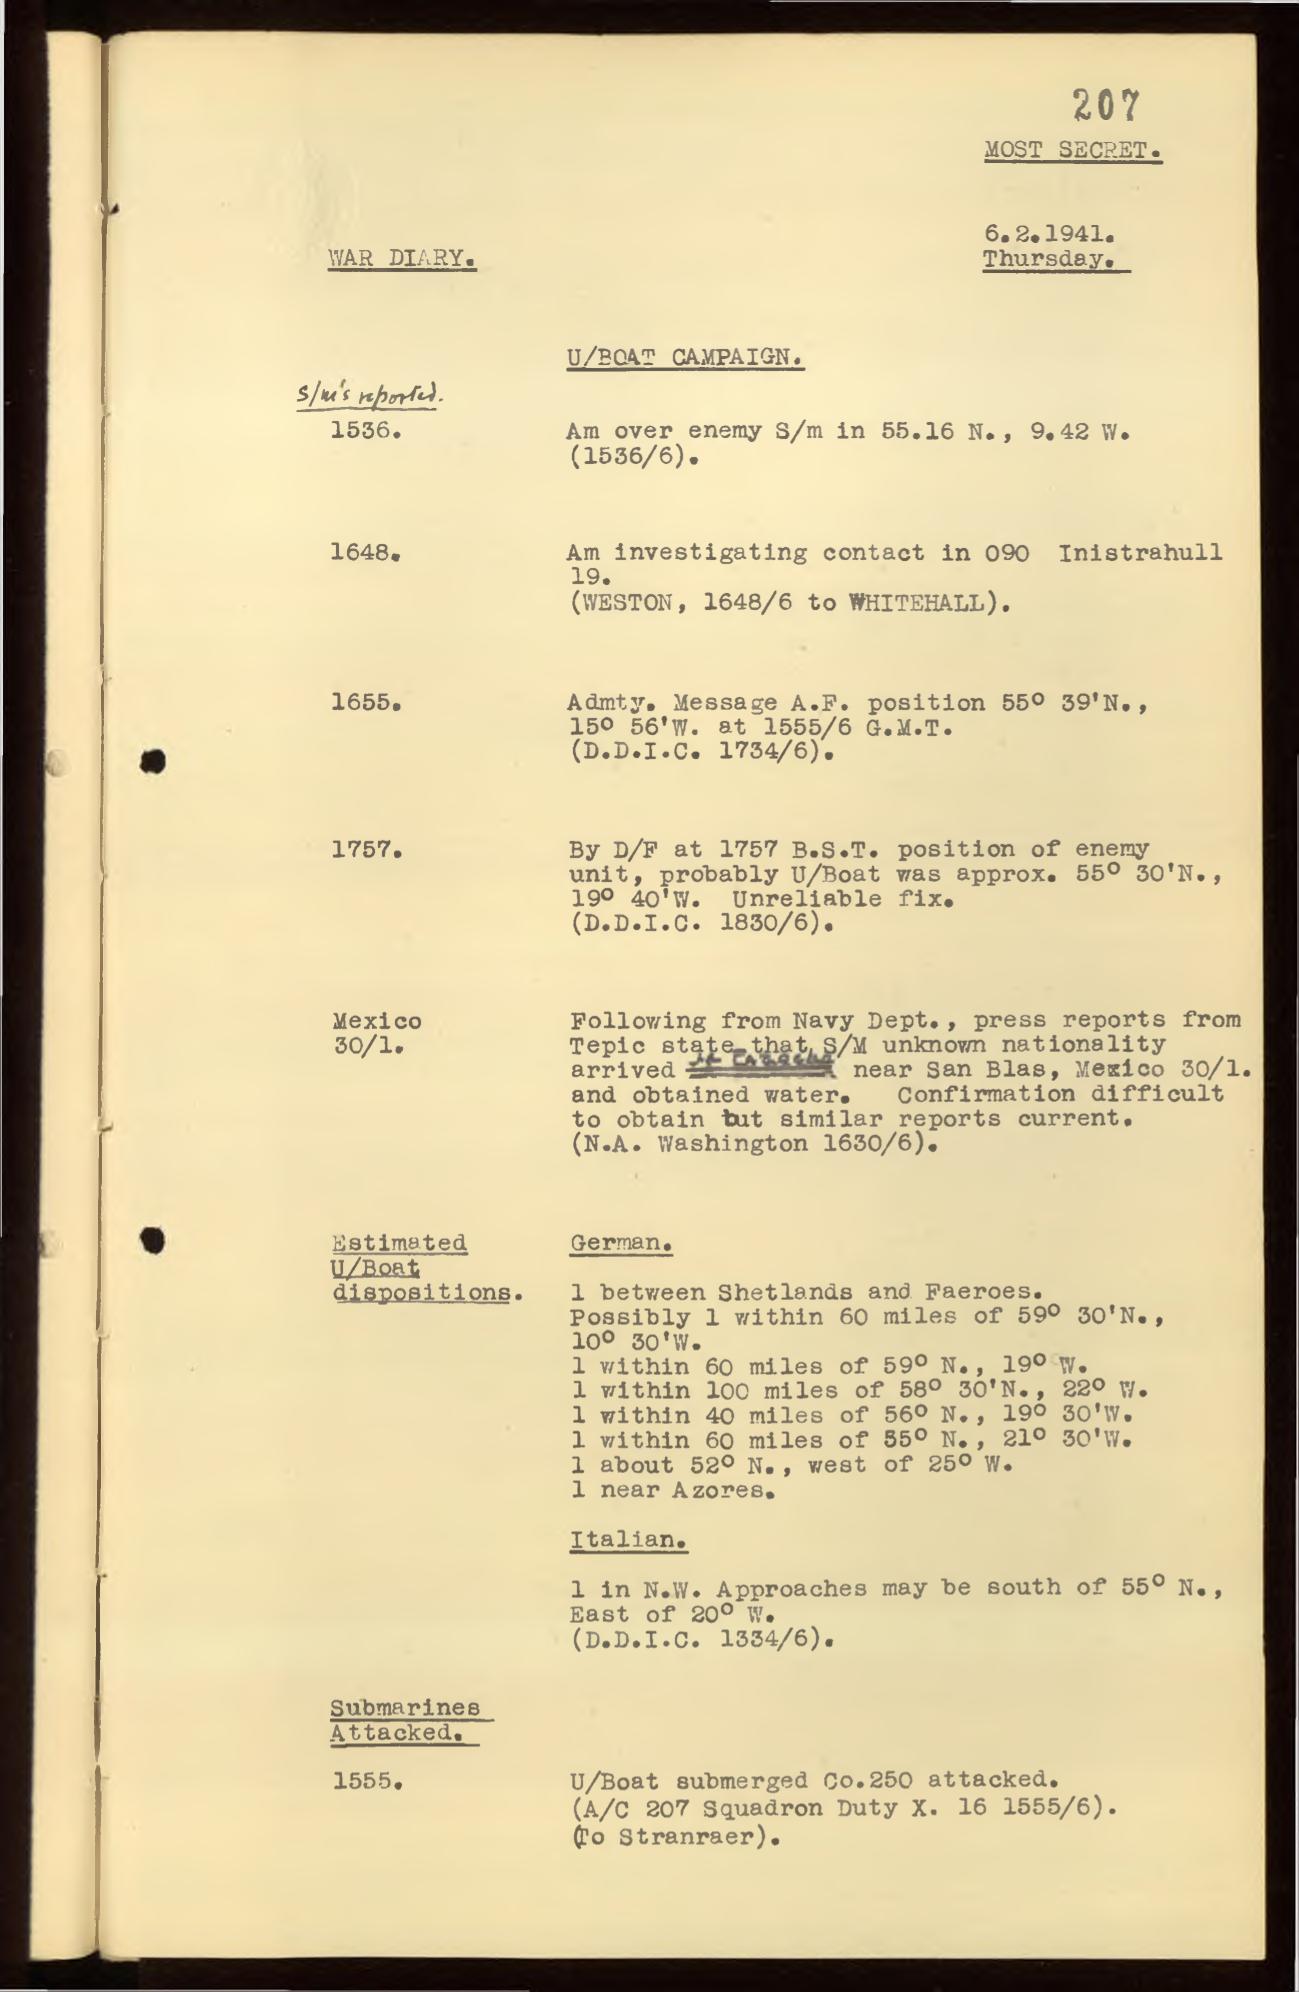 207
MOST SECRET.
6.2.1941.
WAR DIARY. Thursday.
U/BOAT CAMPAIGN.
S/m's reported.
1536. Am over enemy S/m in 55.16 N., 9.42 W.
(1536/6).
1648. Am investigating contact in 090 Inistrahull
19.
(WESTON, 1648/6 to WHITEHALL).
1655. Admty. Message A.F. position 55° 39'N.,
15° 56'W. at 1555/6 G.M.T.
(D.D.I.C. 1734/6).
1757. By D/F at 1757 B.S.T. position of enemy
unit, probably U/Boat was approx. 55° 30'N.,
19° 40'W. Unreliable fix.
(D.D.I.C. 1830/6).
Mexico Following from Navy Dept., press reports from
30/1. Tepic state that S/M unknown nationality
arrived near San Blas, Mexico 30/1.
and obtained water. Confirmation difficult
to obtain but similar reports current.
(N.A. Washington 1630/6).
Estimated German.
U/Boat
dispositions. 1 between Shetlands and Faeroes.
Possibly 1 within 60 miles of 59° 30'N.,
10° 30'W.
1 within 60 miles of 59° N., 19° W.
1 within 100 miles of 58° 30'N., 22° W.
1 within 40 miles of 56° N., 19° 30'W.
1 within 60 miles of 55° N., 21° 30'W.
1 about 52° N., west of 25° W.
1 near Azores.
Italian.
1 in N.W. Approaches may be south of 55° N.,
East of 20° W.
(D.D.I.C. 1334/6).
Submarines
Attacked.
1555. U/Boat submerged Co.250 attacked.
(A/C 207 Squadron Duty X. 16 1555/6).
(To Stranraer).